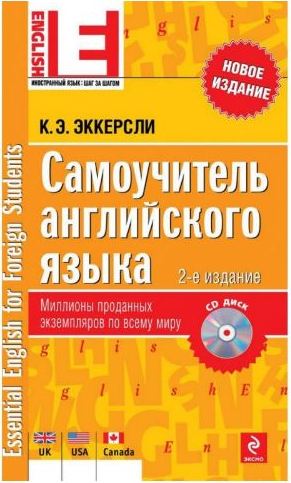 ENGLISH
E
ИНОСТРАННЫЙ ЯЗЫК: ШАГ ЗА ШАГОМ
НОВОЕ
ИЗДАНИЕ
К. Э. ЭККЕРСЛИ
Самоучитель
английского
языка
2-е издание
Миллионы проданных
экземпляров по всему миру
CD ДИСК
Essential English for Foreign Students
g l i s h
E n g
l i s h E n
E n l
UK
USA
Canada
ЭКСМО